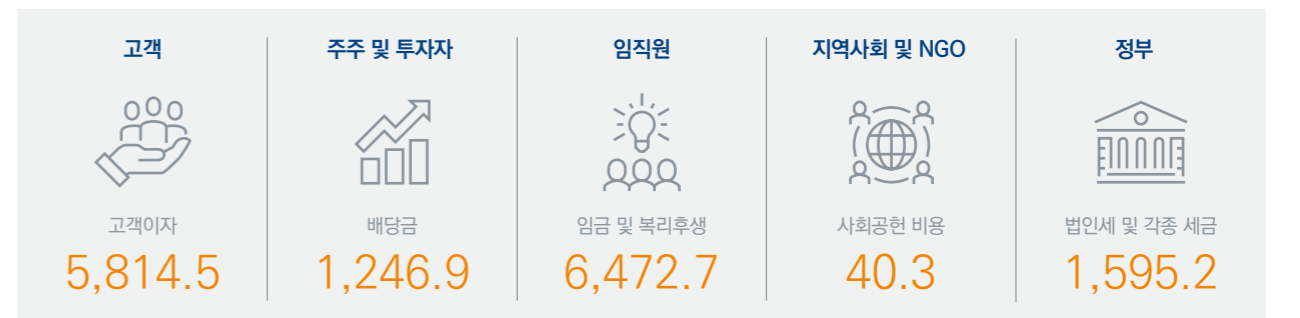 고객
주주 및 투자자
임직원
지역사회 및 NGO
정부
고객이자
배당금
임금 및 복리후생
사회공헌 비용
법인세 및 각종 세금
5,814.5
1,246.9
6,472.7
40.3
1,595.2